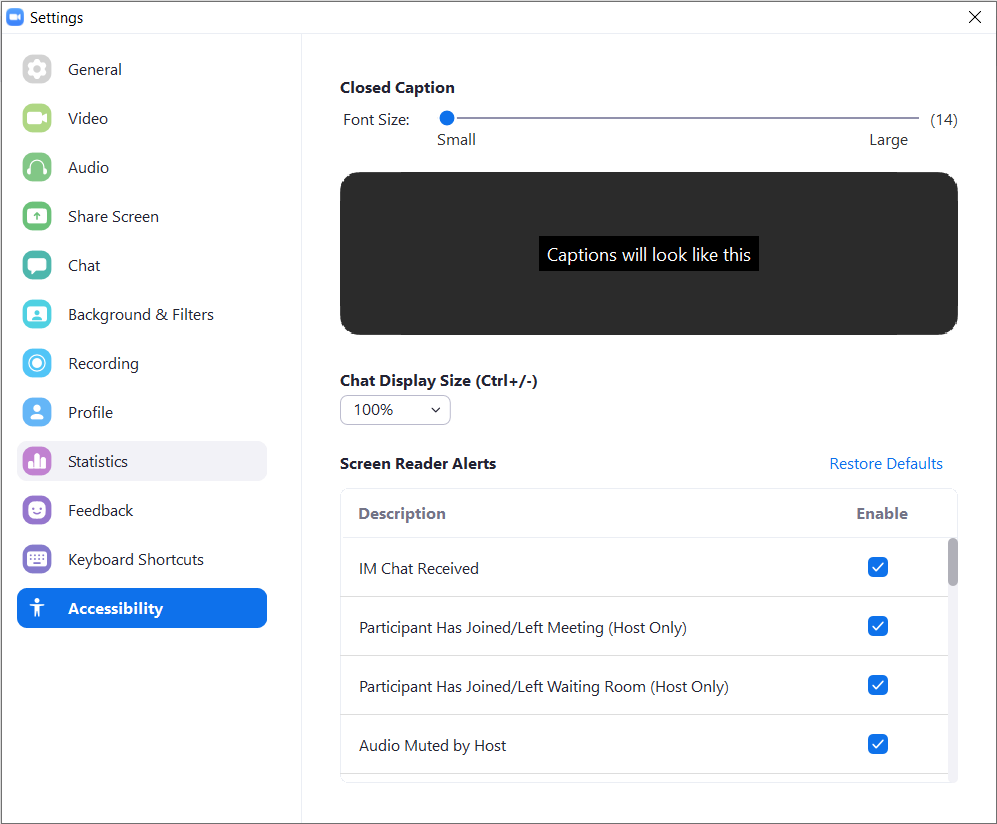 Settings
General
Video
Audio
Share Screen
Chat
Background & Filters
Recording
Profile
Statistics
Feedback
Keyboard Shortcuts
Accessibility
Closed Caption
Font Size:
(14)
Small
Large
Captions will look like this
Chat Display Size (Ctrl+/-)
100%
Screen Reader Alerts
Restore Defaults
Description
Enable
IM Chat Received
Participant Has Joined/Left Meeting (Host Only)
Participant Has Joined/Left Waiting Room (Host Only)
Audio Muted by Host